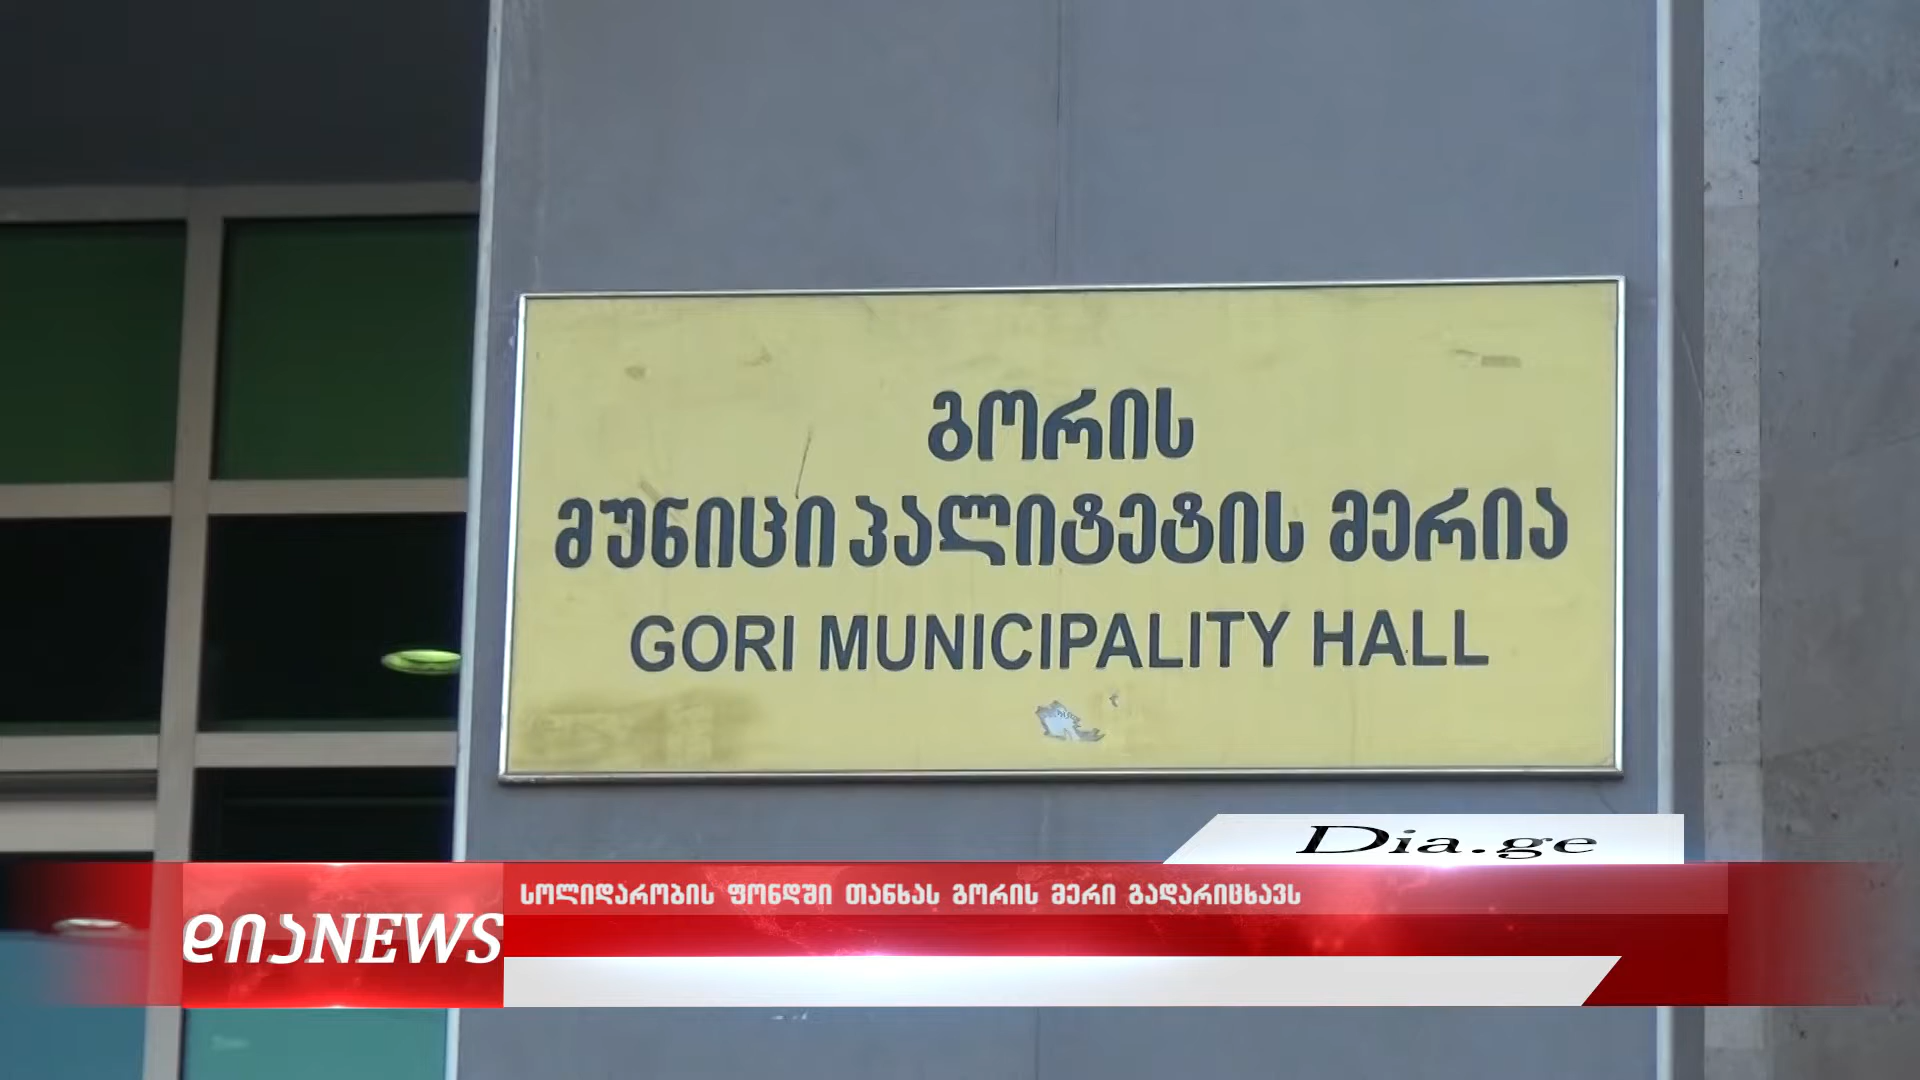 გორის
მუნიციპალიტეტის მერია
GORI MUNICIPALITY HALL
Dia.ge
სოლიდარობის ფონდში თანხას გორის მერი გადარიცხავს
დიაNEWS